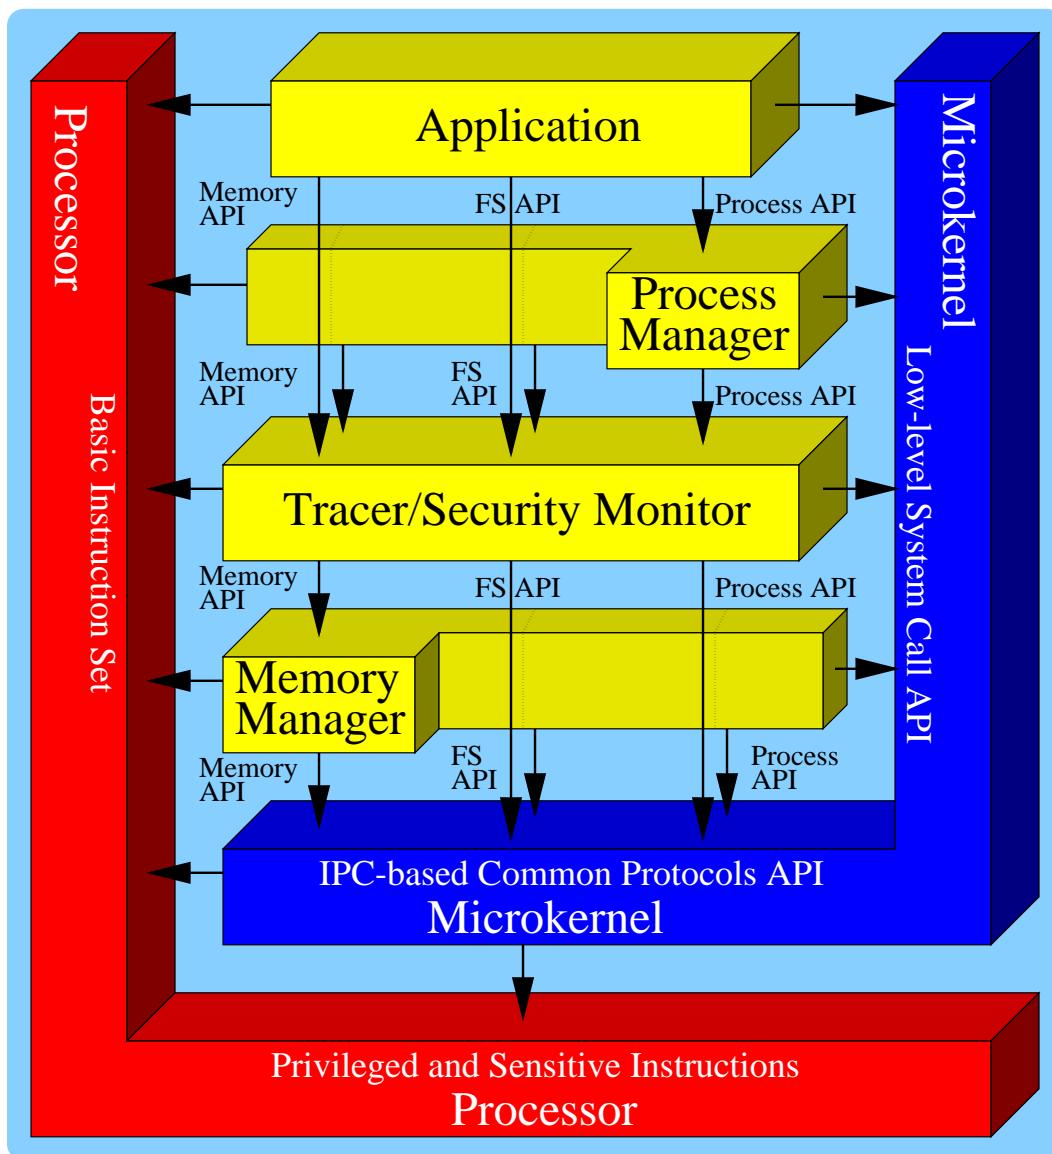 Processor
Basic Instruction Set
Application
Microkernel
Low-level System Call API
Memory
API
FS API
Process API
Process
Manager
Memory
API
FS
API
Process API
Tracer/Security Monitor
Memory
API
FS API
Process API
Memory
Manager
Memory
API
FS
API
Process
API
IPC-based Common Protocols API
Microkernel
Privileged and Sensitive Instructions
Processor